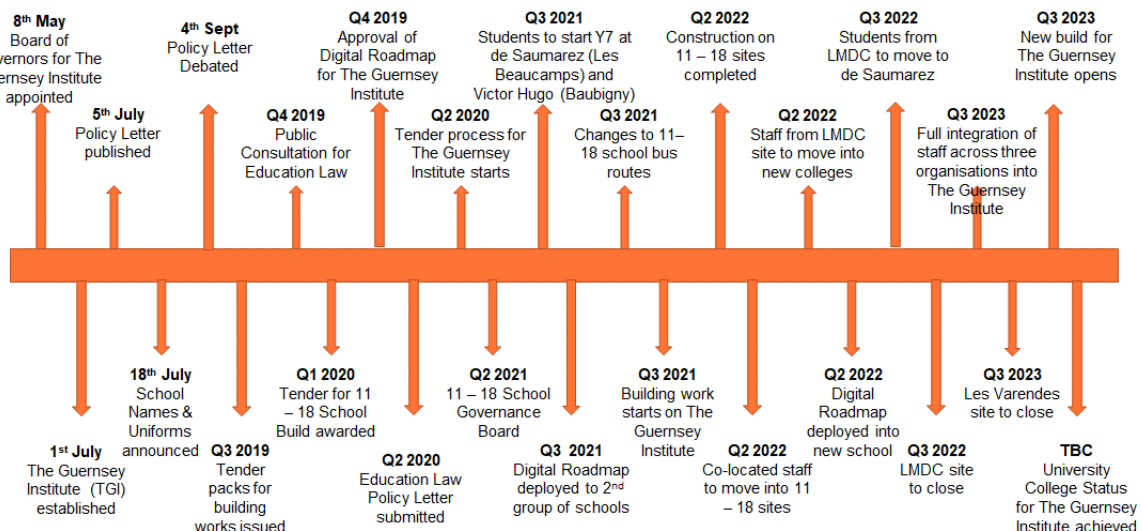 8th May
Board of
vernors for The
ernsey Institute
appointed
5th July
Policy Letter
published
4th Sept
Policy Letter
Debated
Q4 2019
Public
Consultation for
Education Law
Q4 2019
Approval of
Digital Roadmap
for The Guernsey
Institute
Q2 2020
Tender process for
The Guernsey
Institute starts
Q3 2021
Students to start Y7 at
de Saumarez (Les
Beaucamps) and
Victor Hugo (Baubigny)
Q3 2021
Changes to 11–
18 school bus
routes
Q2 2022
Construction on
11 – 18 sites
completed
Q2 2022
Staff from LMDC
site to move into
new colleges
Q3 2022
Students from
LMDC to move to
de Saumarez
Q3 2023
Full integration of
staff across three
organisations into
The Guernsey
Institute
Q3 2023
New build for
The Guernsey
Institute opens
1st July
The Guernsey
Institute (TGI)
established
18th July
School
Names &
Uniforms
announced
Q3 2019
Tender
packs for
building
works issued
Q1 2020
Tender for 11
– 18 School
Build awarded
Q2 2020
Education Law
Policy Letter
submitted
Q2 2021
11 – 18 School
Governance
Board
Q3 2021
Digital Roadmap
deployed to 2nd
group of schools
Q3 2021
Building work
starts on The
Guernsey
Institute
Q2 2022
Co-located staff
to move into 11
– 18 sites
Q2 2022
Digital
Roadmap
deployed into
new school
Q3 2022
LMDC site
to close
Q3 2023
Les Varendes
site to close
TBC
University
College Status
for The Guernsey
Institute achieved